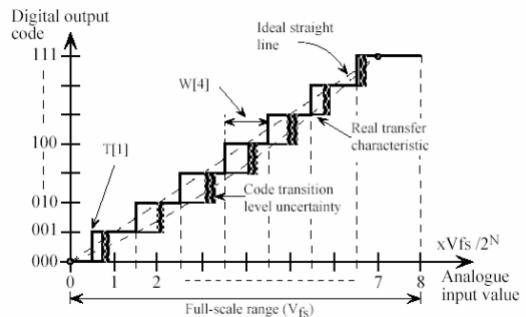 Digital output
code
Ideal straight
line
111
W[4]
100
Real transfer
characteristic
T[1]
010
Code transition
level uncertainty
001
000
xVfs /2^N
0 1 2 7 8
Analogue
input value
Full-scale range (Vfs)